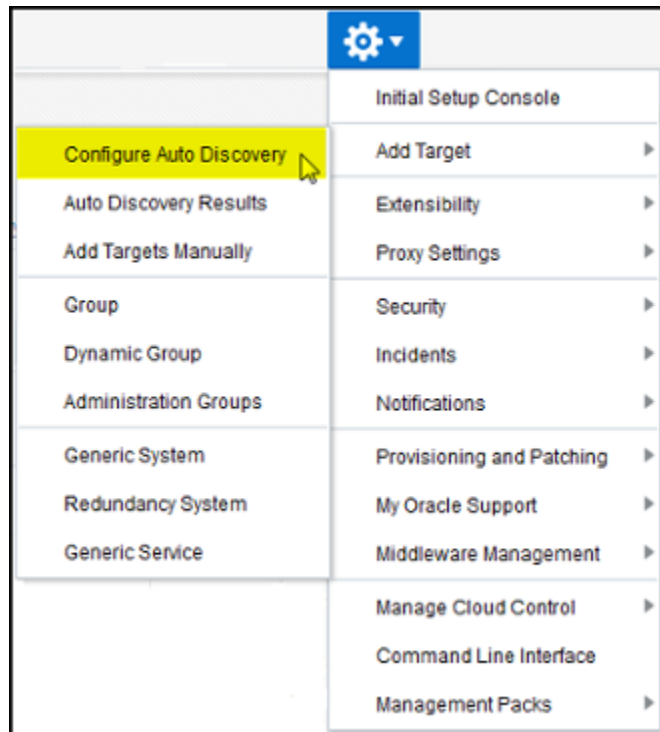 Initial Setup Console
Add Target
Extensibility
Proxy Settings
Security
Incidents
Notifications
Provisioning and Patching
My Oracle Support
Middleware Management
Manage Cloud Control
Command Line Interface
Management Packs
Configure Auto Discovery
Auto Discovery Results
Add Targets Manually
Group
Dynamic Group
Administration Groups
Generic System
Redundancy System
Generic Service